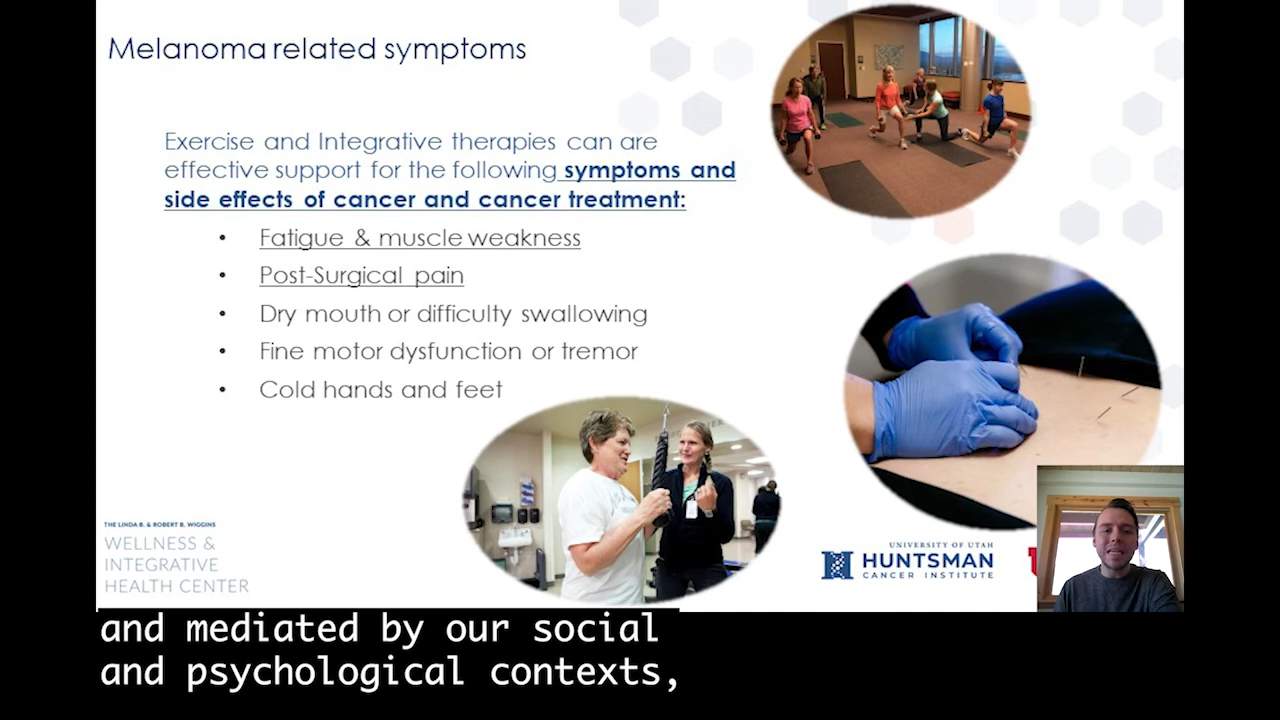 Melanoma related symptoms
Exercise and Integrative therapies can are
effective support for the following symptoms and
side effects of cancer and cancer treatment:
• Fatigue & muscle weakness
• Post-Surgical pain
• Dry mouth or difficulty swallowing
• Fine motor dysfunction or tremor
• Cold hands and feet
THE LINDA B. & ROBERT B. WIGGINS
WELLNESS &
INTEGRATIVE
HEALTH CENTER
UNIVERSITY OF UTAH
HUNTSMAN
CANCER INSTITUTE
and mediated by our social
and psychological contexts,